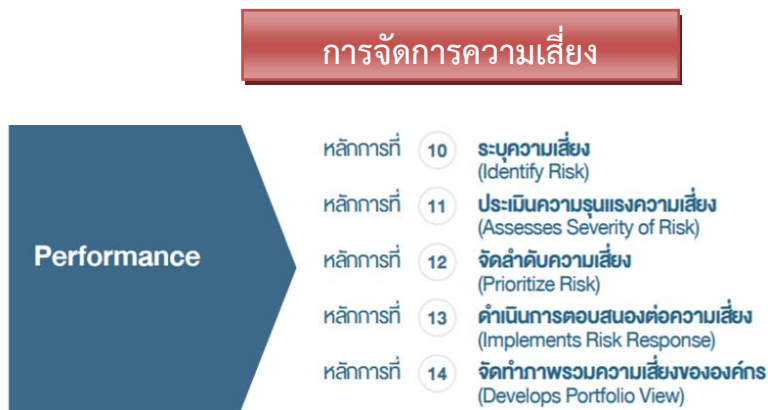 การจัดการความเสี่ยง
Performance
หลักการที่ 10 ระบุความเสี่ยง
(Identify Risk)
หลักการที่ 11 ประเมินความรุนแรงความเสี่ยง
(Assesses Severity of Risk)
หลักการที่ 12 จัดลำดับความเสี่ยง
(Prioritize Risk)
หลักการที่ 13 ดำเนินการตอบสนองต่อความเสี่ยง
(Implements Risk Response)
หลักการที่ 14 จัดทำภาพรวมความเสี่ยงขององค์กร
(Develops Portfolio View)